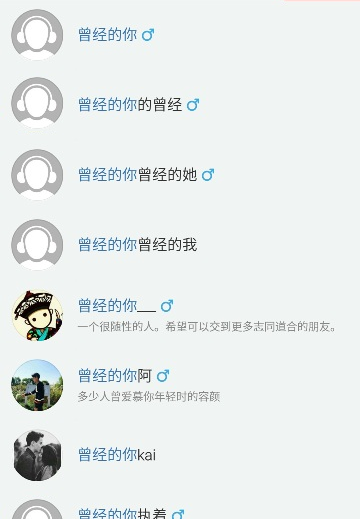 曾经的你 ♂
曾经的你的曾经 ♂
曾经的你曾经的她 ♂
曾经的你曾经的我
曾经的你___ ♂
一个很随性的人。希望可以交到更多志同道合的朋友。
曾经的你阿 ♂
多少人曾爱慕你年轻时的容颜
曾经的你kai
曾经的你执着 ♂